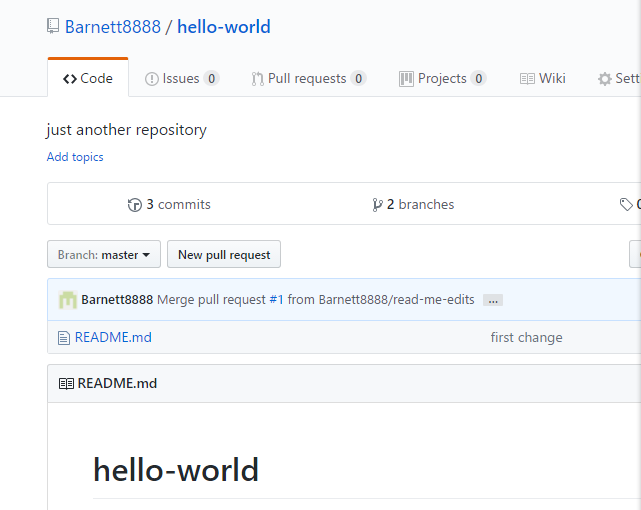 Barnett8888 / hello-world
Code Issues 0 Pull requests 0 Projects 0 Wiki
just another repository
Add topics
3 commits 2 branches
Branch: master New pull request
Barnett8888 Merge pull request #1 from Barnett8888/read-me-edits ...
README.md first change
README.md
hello-world